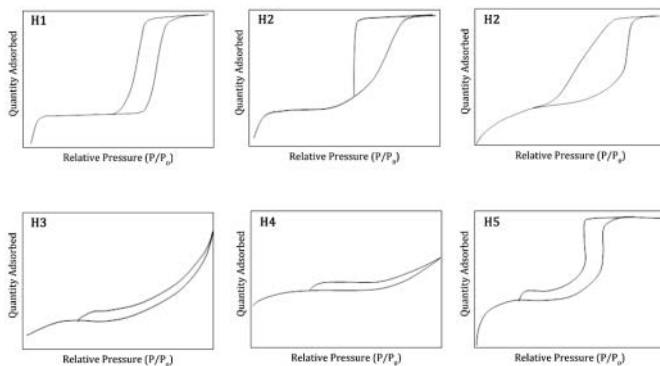 H1
Quantity Adsorbed
Relative Pressure (P/P₀)
H2
Quantity Adsorbed
Relative Pressure (P/P₀)
H2
Quantity Adsorbed
Relative Pressure (P/P₀)
H3
Quantity Adsorbed
Relative Pressure (P/P₀)
H4
Quantity Adsorbed
Relative Pressure (P/P₀)
H5
Quantity Adsorbed
Relative Pressure (P/P₀)